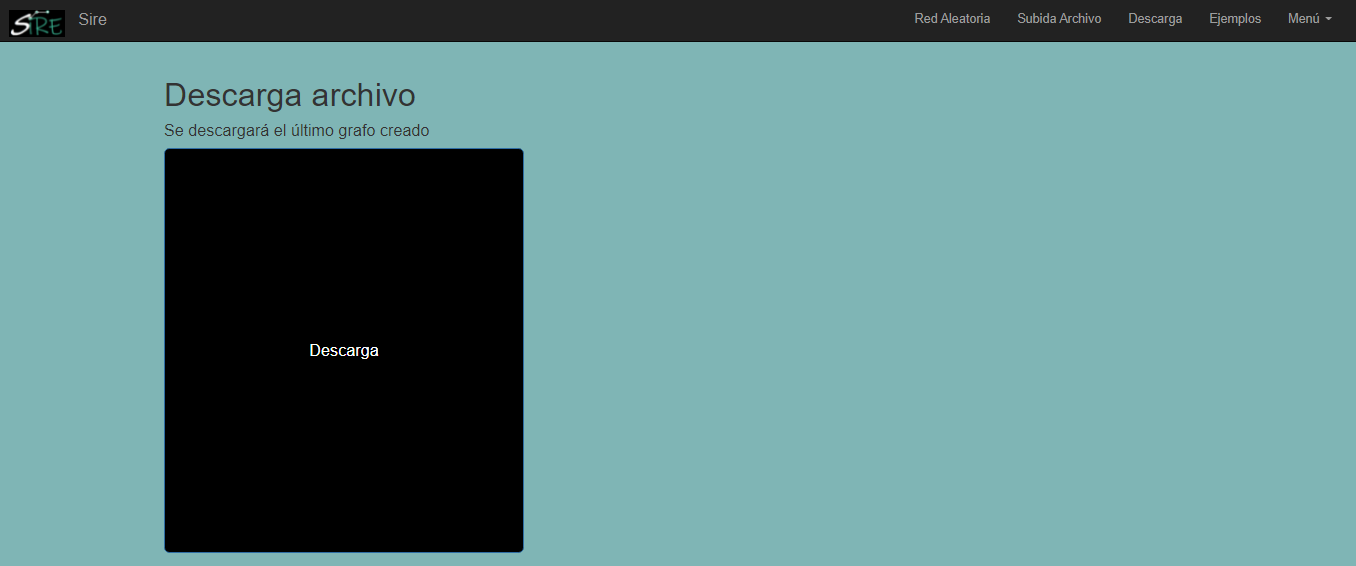 SIRE
Sire
Red Aleatoria
Subida Archivo
Descarga
Ejemplos
Menú
Descarga archivo
Se descargará el último grafo creado
Descarga